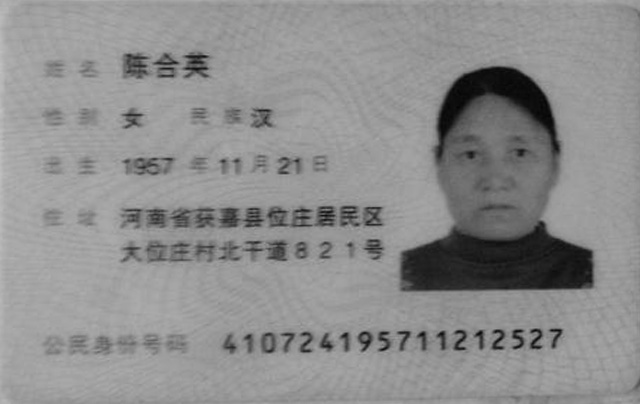 姓名 陈合英
性别 女 民族 汉
出生 1957 年 11 月 21 日
住址 河南省获嘉县位庄居民区
大位庄村北干道821号
公民身份号码 410724195711212527